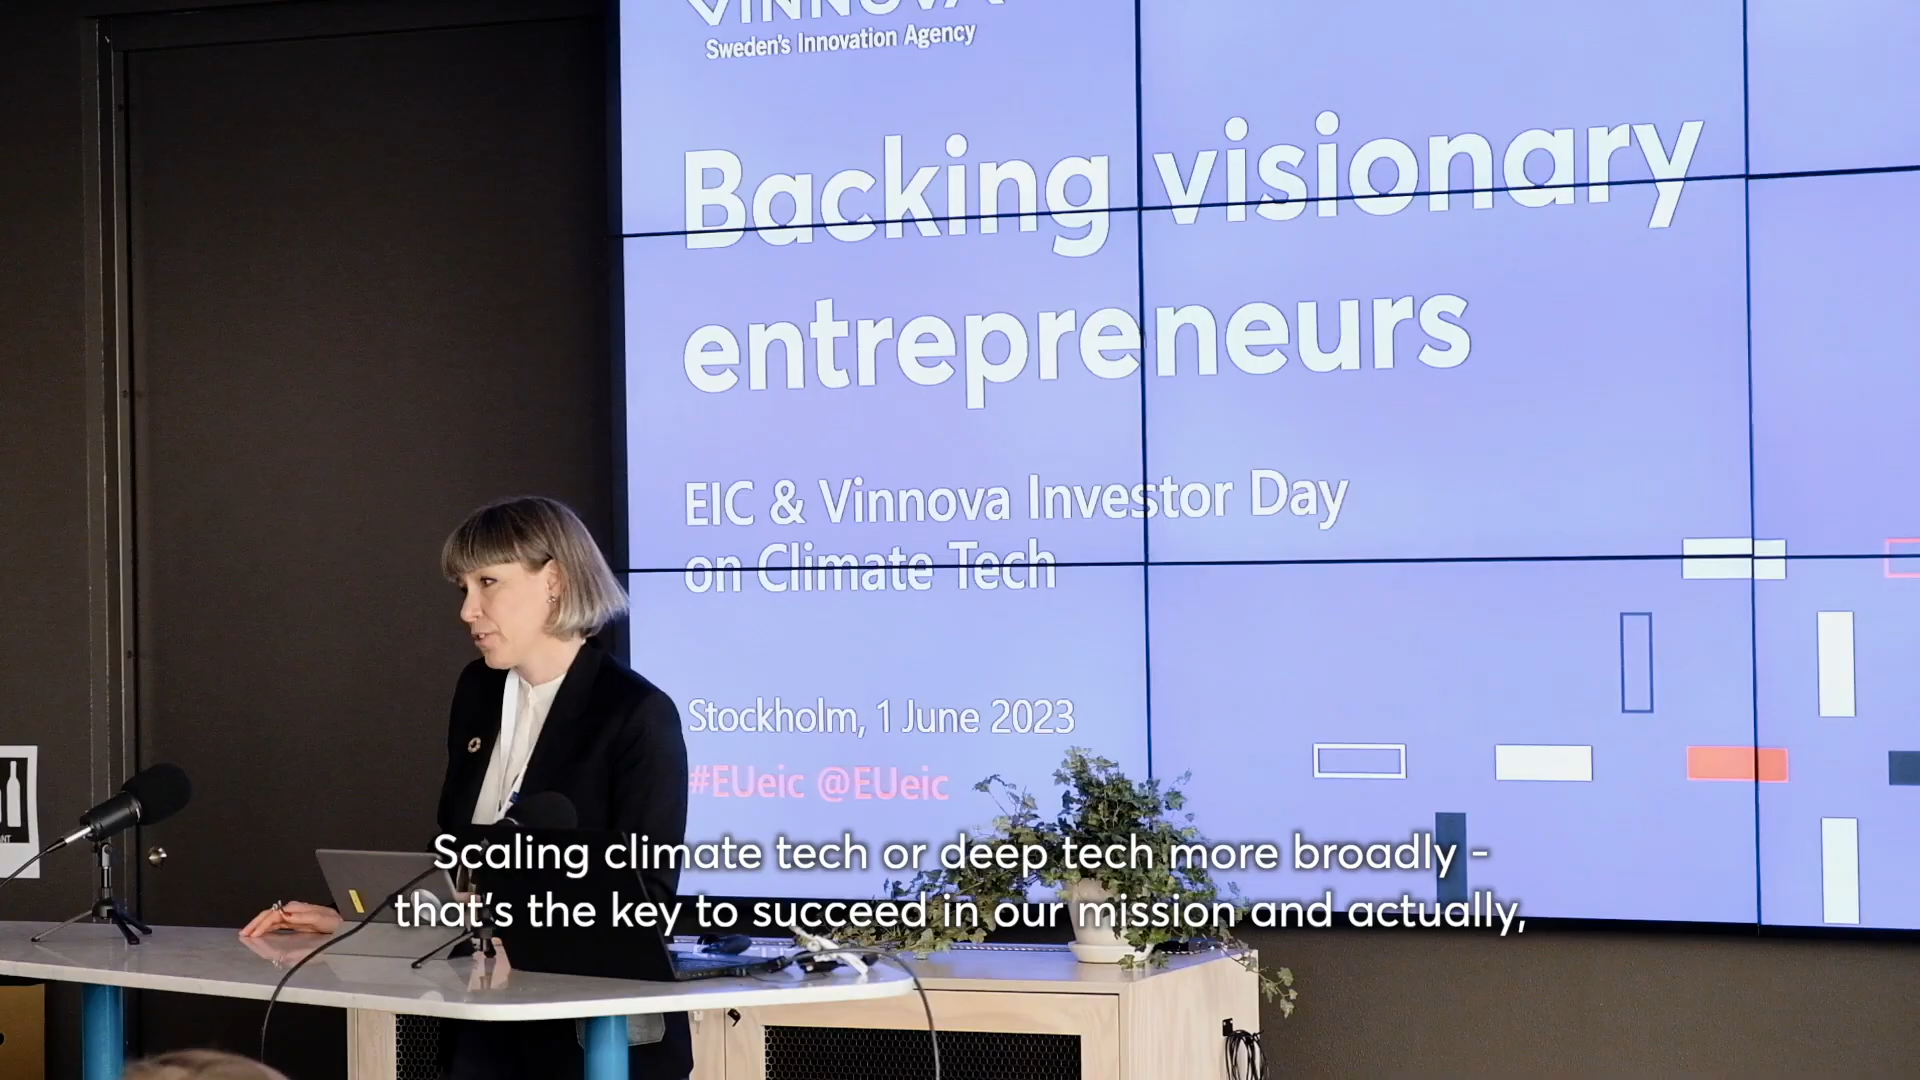 VINNOVA
Sweden's Innovation Agency
Backing visionary
entrepreneurs
EIC & Vinnova Investor Day
on Climate Tech
Stockholm, 1 June 2023
#EUeic @EUeic
Scaling climate tech or deep tech more broadly -
that's the key to succeed in our mission and actually,